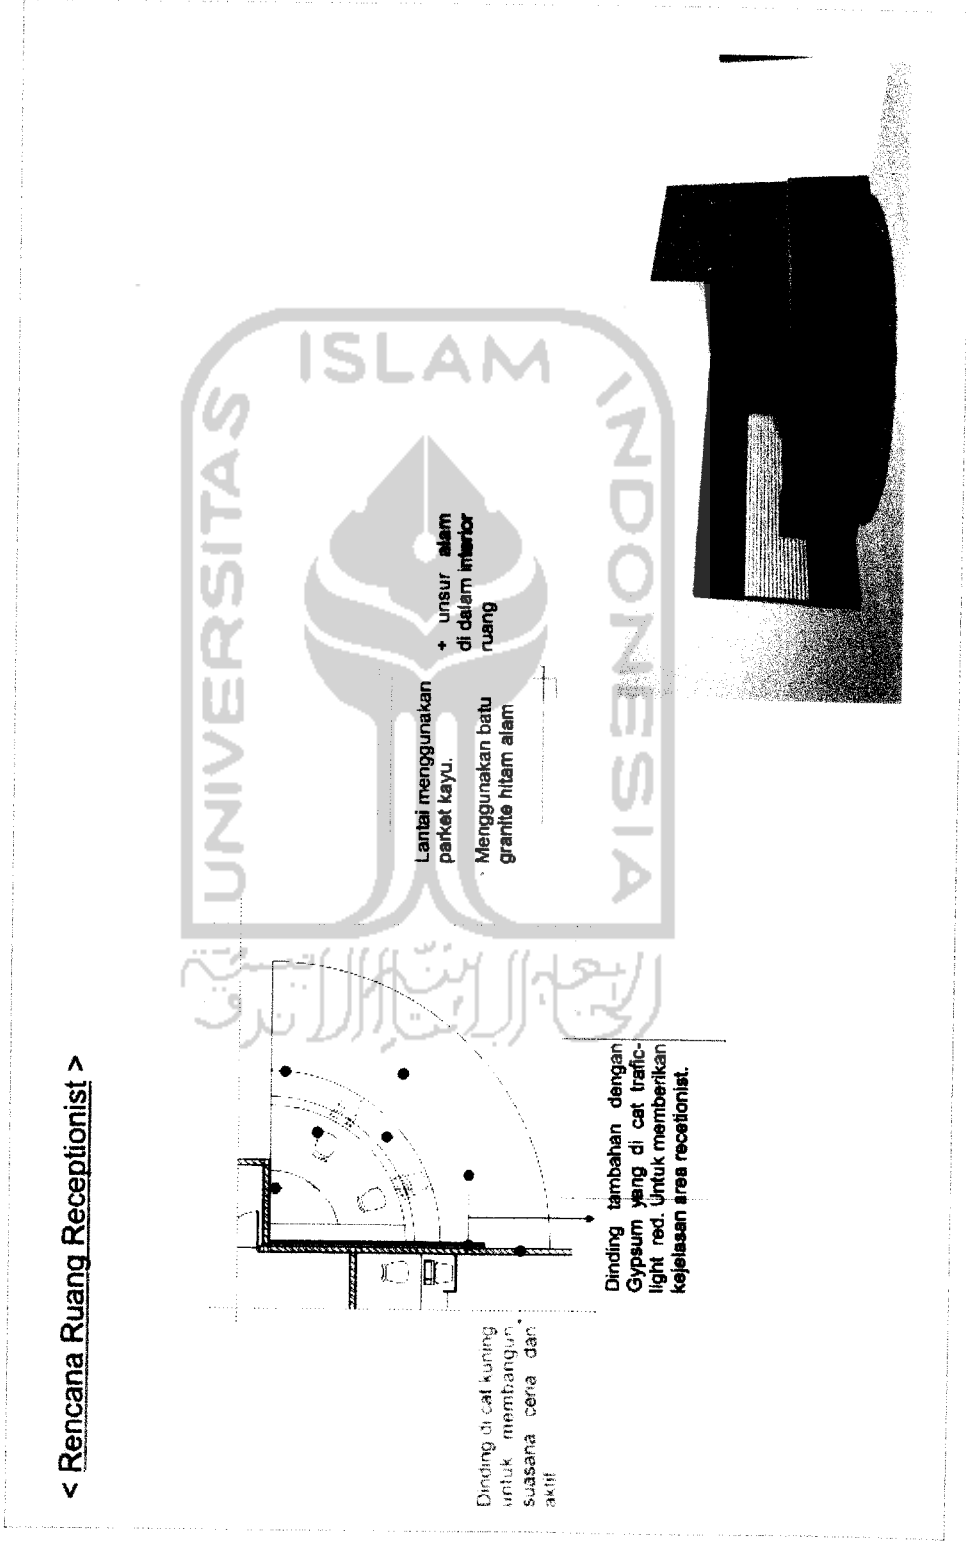 < Rencana Ruang Receptionist >
Dinding di cat kuning
untuk membangun
suasana ceria dan
aktif
Dinding tambahan dengan
Gypsum yang di cat trafic-
light red. Untuk memberikan
kejelasan area recetionist.
Lantai menggunakan
parket kayu.
Menggunakan batu
granite hitam alam
+ unsur alam
di dalam interior
ruang
UNIVERSITAS
ISLAM
INDONESIA